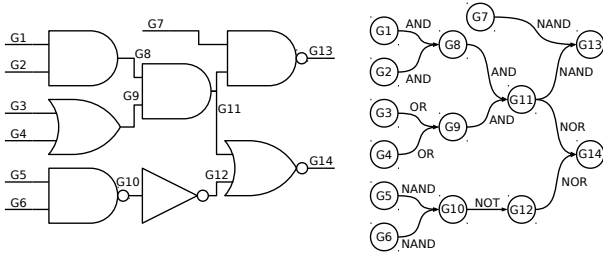 G1
G2
G3
G4
G5
G6
G7
G8
G9
G10
G11
G12
G13
G14
G1
G2
G3
G4
G5
G6
G7
G8
G9
G10
G11
G12
G13
G14
AND
AND
OR
OR
NAND
NAND
AND
AND
NOT
NAND
NAND
NOR
NOR